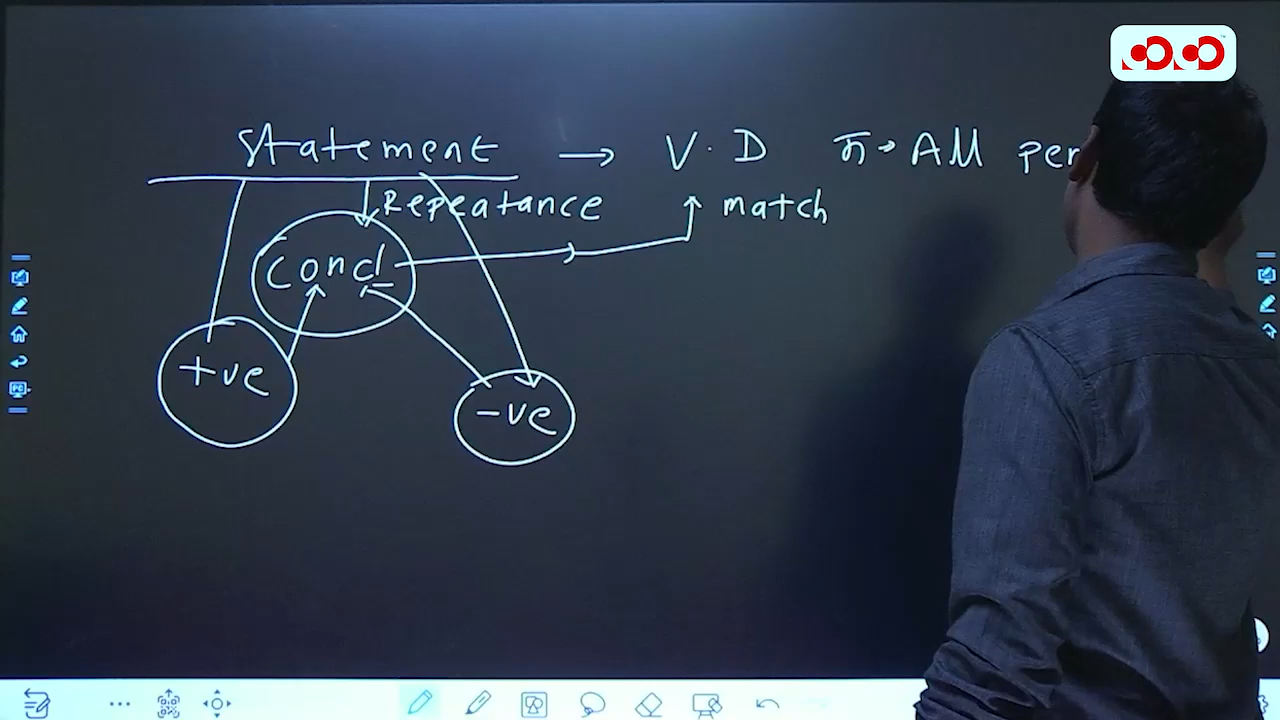 Statement → V. D ㅠ→ All per
Repeatance match
Concl
+ve
-ve